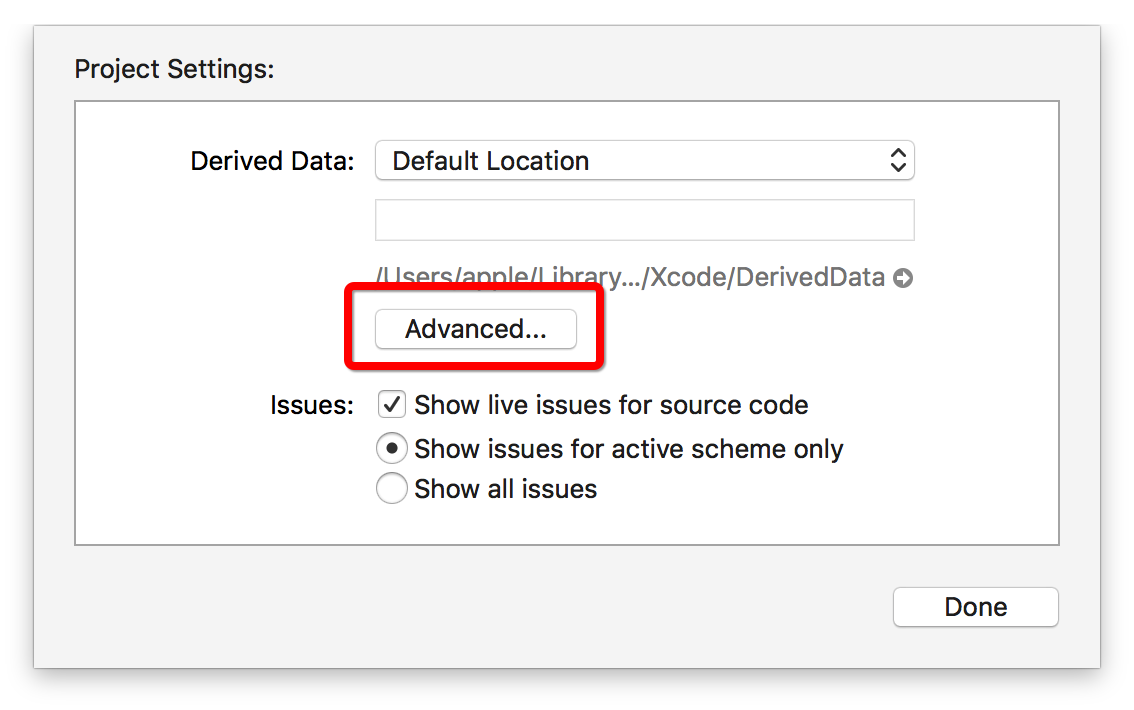 Project Settings:
Derived Data: Default Location
/Users/apple/Library.../Xcode/DerivedData
Advanced...
Issues: Show live issues for source code
Show issues for active scheme only
Show all issues
Done